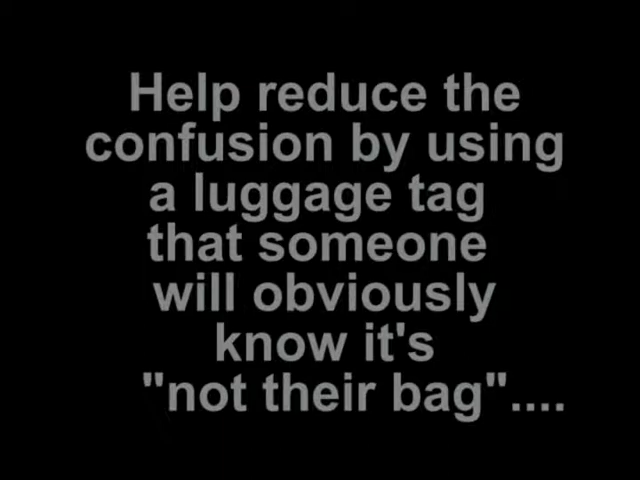 Help reduce the
confusion by using
a luggage tag
that someone
will obviously
know it's
"not their bag"....